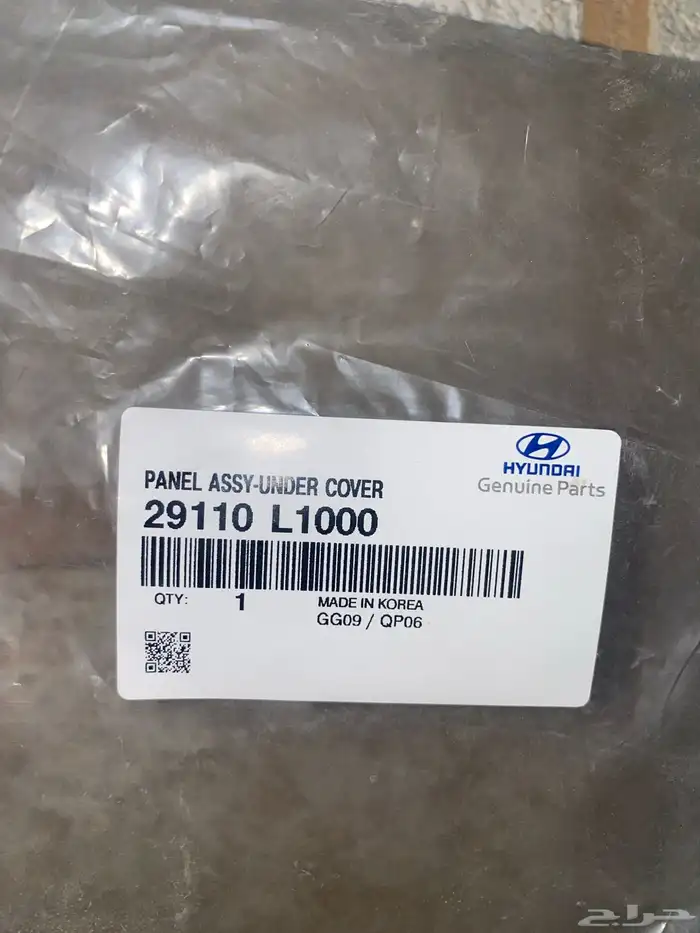 HYUNDAI
Genuine Parts
PANEL ASSY-UNDER COVER
29110 L1000
QTY: 1
MADE IN KOREA
GG09 / QP06
حراج